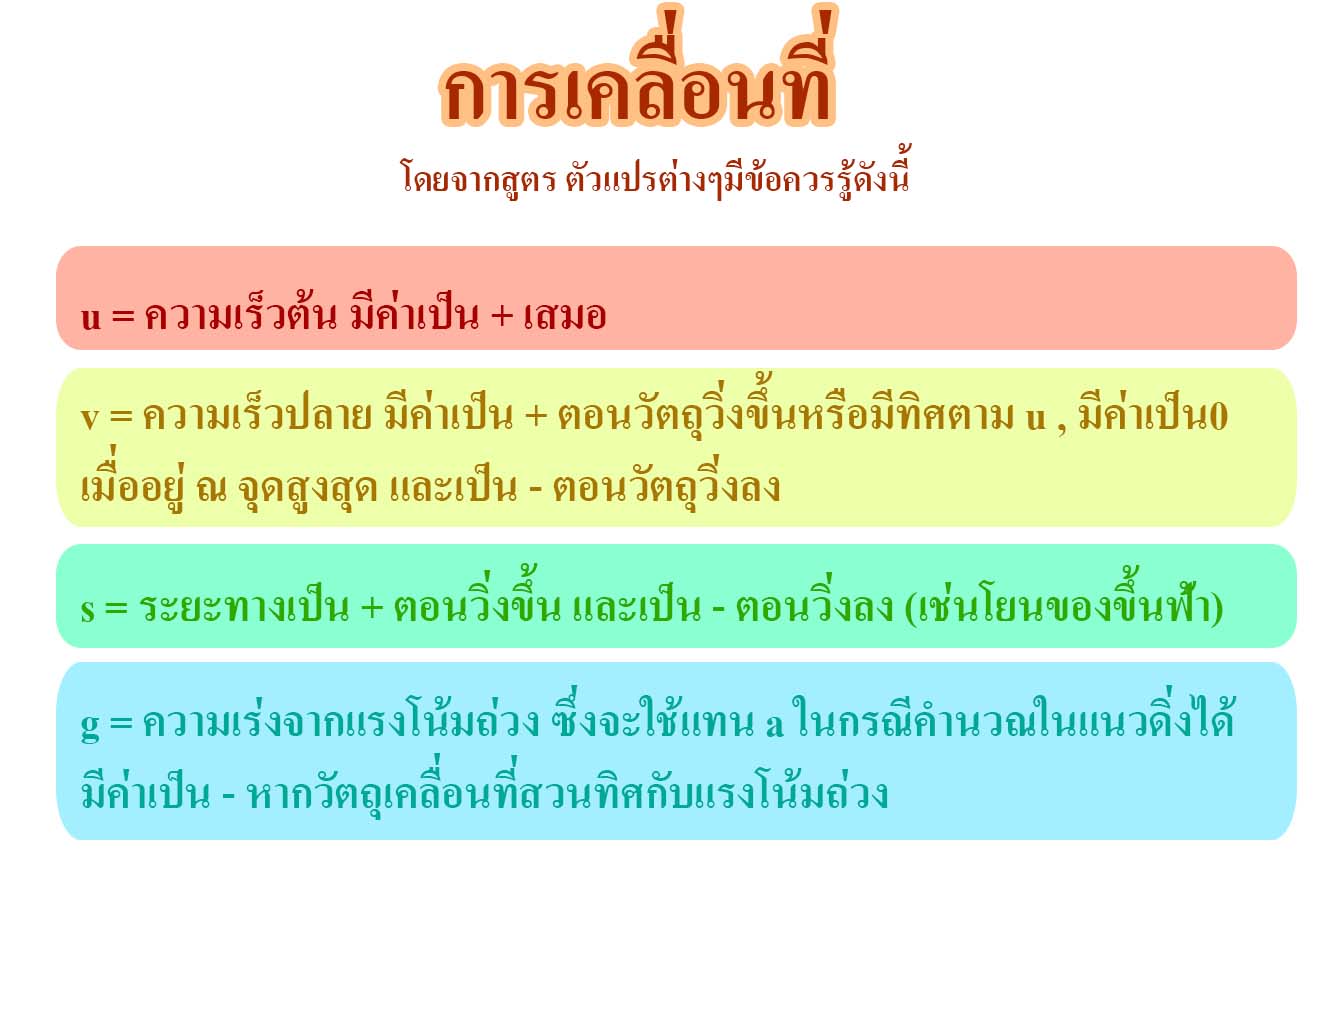 การเคลื่อนที่
โดยจากสูตร ตัวแปรต่างๆมีข้อควรรู้ดังนี้
u = ความเร็วต้น มีค่าเป็น + เสมอ
v = ความเร็วปลาย มีค่าเป็น + ตอนวัตถุวิ่งขึ้นหรือมีทิศตาม u , มีค่าเป็น0
เมื่ออยู่ ณ จุดสูงสุด และเป็น - ตอนวัตถุวิ่งลง
s = ระยะทางเป็น + ตอนวิ่งขึ้น และเป็น - ตอนวิ่งลง (เช่นโยนของขึ้นฟ้า)
g = ความเร่งจากแรงโน้มถ่วง ซึ่งจะใช้แทน a ในกรณีคำนวณในแนวดิ่งได้
มีค่าเป็น - หากวัตถุเคลื่อนที่สวนทิศกับแรงโน้มถ่วง